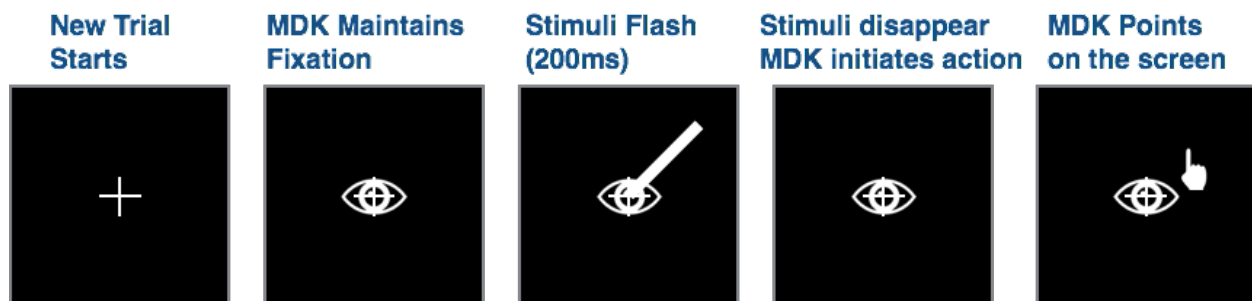 New Trial
Starts
MDK Maintains
Fixation
Stimuli Flash
(200ms)
Stimuli disappear
MDK initiates action
MDK Points
on the screen